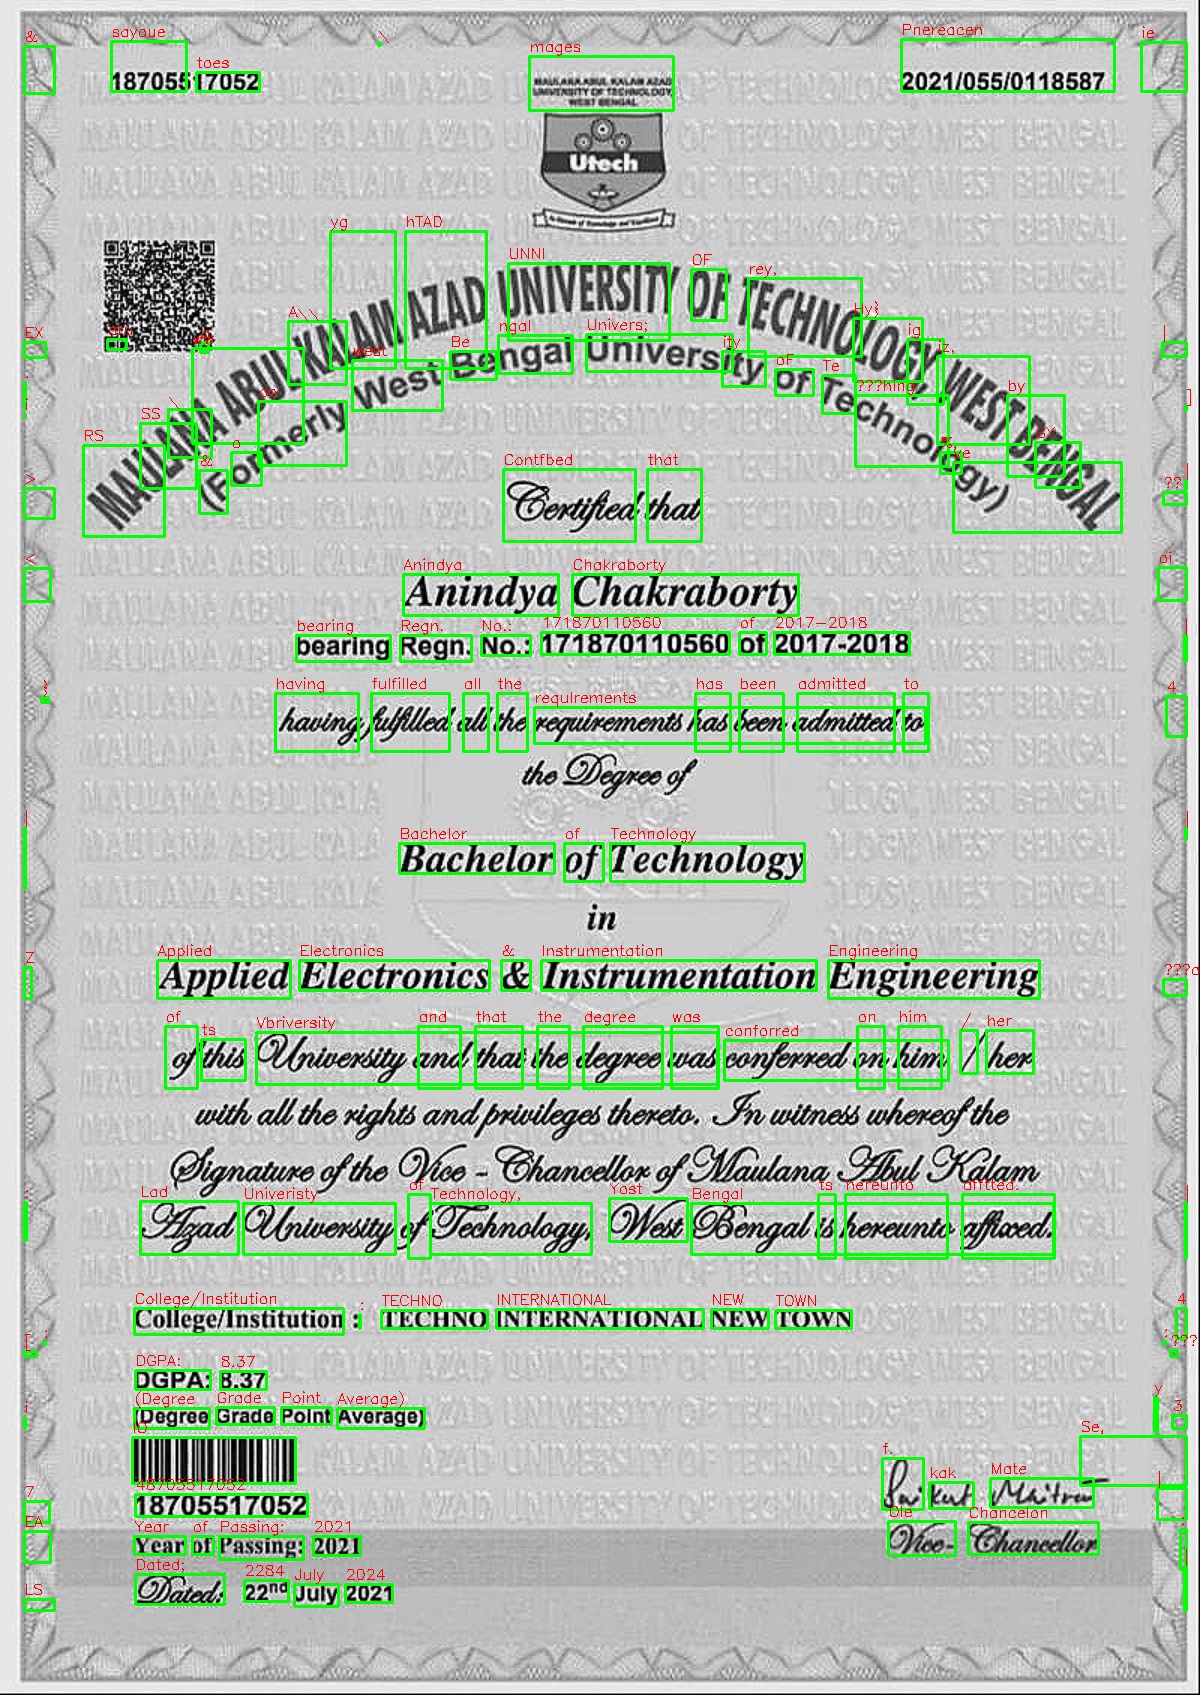 18705517052
2021/055/0118587
MAULANA ABUL KALAM AZAD
UNIVERSITY OF TECHNOLOGY
WEST BENGAL
Utech
MAULANA ABUL KALAM AZAD UNIVERSITY OF TECHNOLOGY, WEST BENGAL
(Formerly West Bengal University of Technology)
Certified that
Anindya Chakraborty
bearing Regn. No.: 171870110560 of 2017-2018
having fulfilled all the requirements has been admitted to
the Degree of
Bachelor of Technology
in
Applied Electronics & Instrumentation Engineering
of this University and that the degree was conferred on him / her
with all the rights and privileges thereto. In witness whereof the
Signature of the Vice - Chancellor of Maulana Abul Kalam
Azad University of Technology, West Bengal is hereunto affixed.
College/Institution : TECHNO INTERNATIONAL NEW TOWN
DGPA: 8.37
(Degree Grade Point Average)
18705517052
Year of Passing: 2021
Dated: 22nd July 2021
Vice- Chancellor